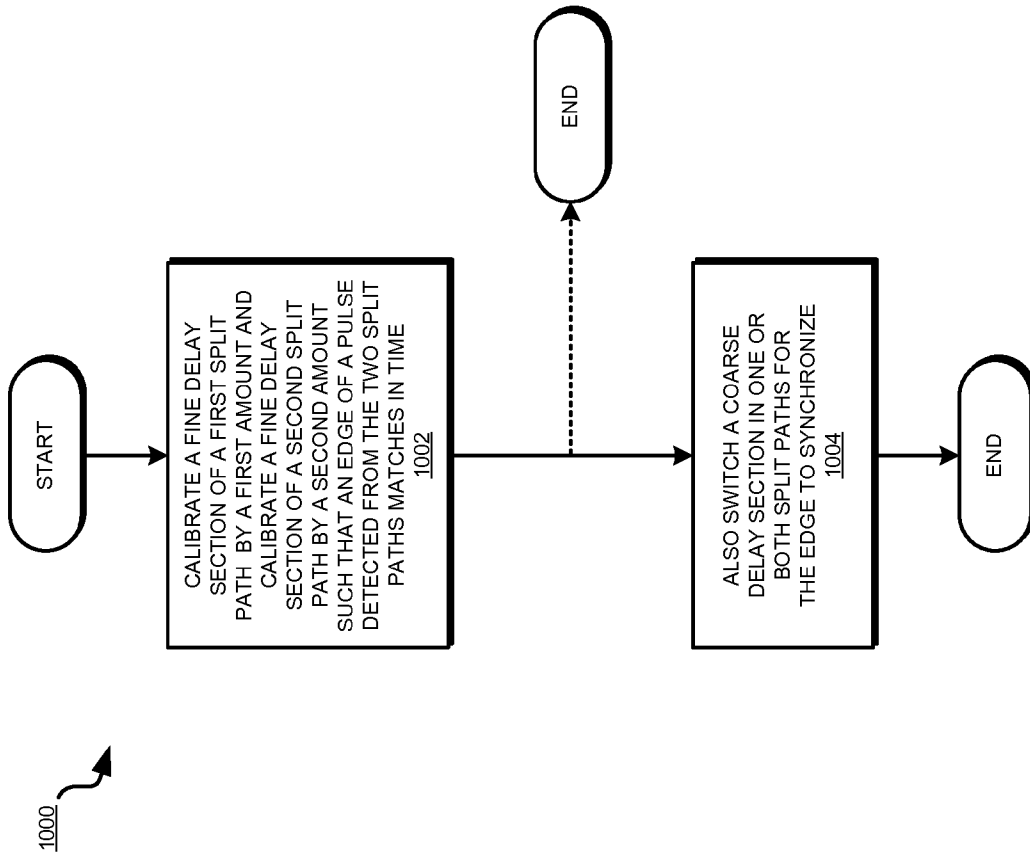 1000
START
CALIBRATE A FINE DELAY
SECTION OF A FIRST SPLIT
PATH BY A FIRST AMOUNT AND
CALIBRATE A FINE DELAY
SECTION OF A SECOND SPLIT
PATH BY A SECOND AMOUNT
SUCH THAT AN EDGE OF A PULSE
DETECTED FROM THE TWO SPLIT
PATHS MATCHES IN TIME
1002
END
ALSO SWITCH A COARSE
DELAY SECTION IN ONE OR
BOTH SPLIT PATHS FOR
THE EDGE TO SYNCHRONIZE
1004
END